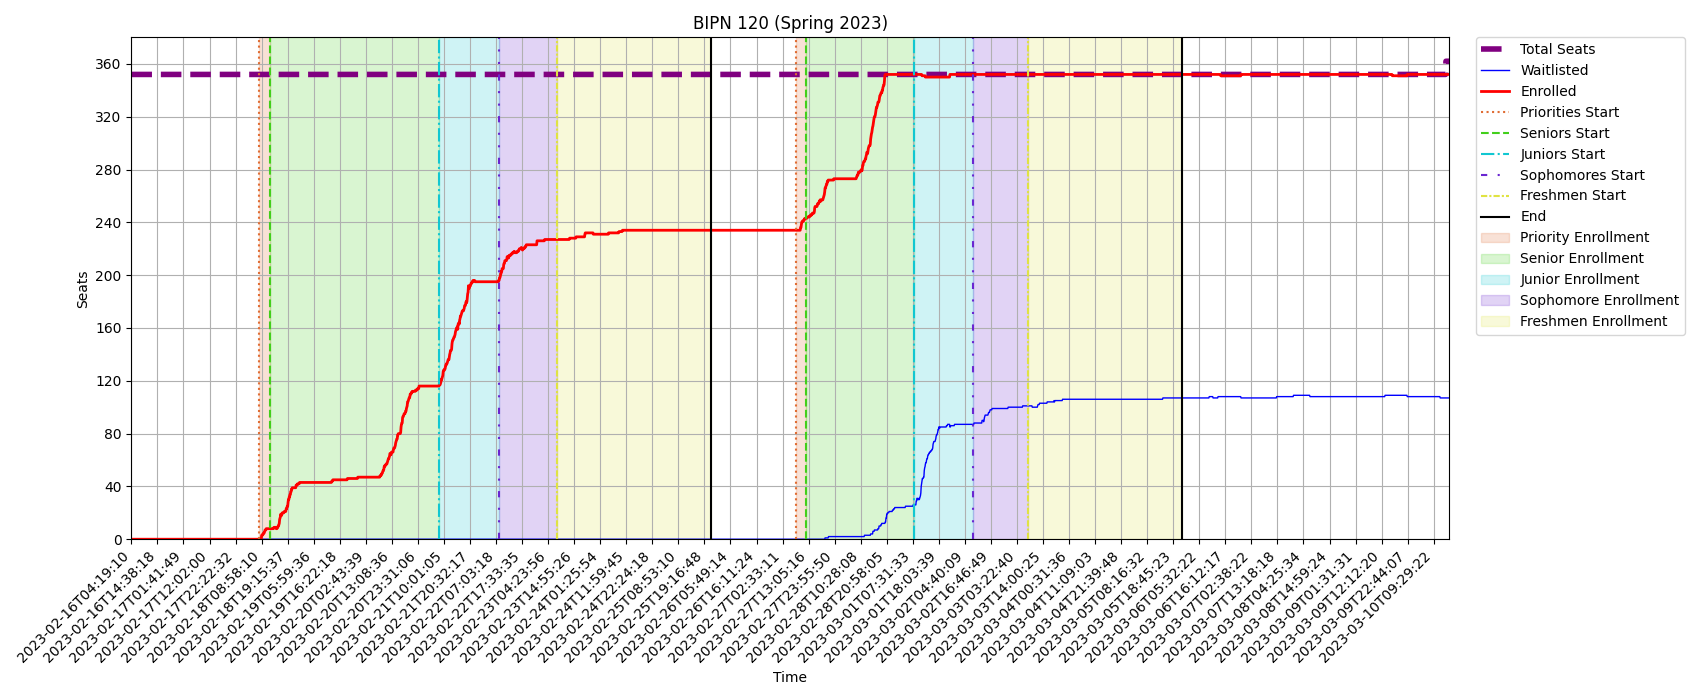 BIPN 120 (Spring 2023)
Seats
360
320
280
240
200
160
120
80
40
0
2023-02-16T04:19:10
2023-02-16T14:38:18
2023-02-17T01:41:49
2023-02-17T12:02:00
2023-02-17T22:22:32
2023-02-18T08:58:10
2023-02-18T19:15:37
2023-02-19T05:59:36
2023-02-19T16:22:18
2023-02-20T02:43:39
2023-02-20T13:08:36
2023-02-20T23:31:06
2023-02-21T10:01:05
2023-02-21T20:32:17
2023-02-22T07:03:18
2023-02-22T17:33:35
2023-02-23T04:23:56
2023-02-23T14:55:26
2023-02-24T01:25:54
2023-02-24T11:59:45
2023-02-24T22:24:18
2023-02-25T08:53:10
2023-02-25T19:16:48
2023-02-26T05:49:14
2023-02-26T16:11:24
2023-02-27T02:33:11
2023-02-27T13:05:16
2023-02-27T23:55:50
2023-02-28T10:28:08
2023-02-28T20:58:05
2023-03-01T07:31:33
2023-03-01T18:03:39
2023-03-02T04:40:09
2023-03-02T16:46:49
2023-03-03T03:22:40
2023-03-03T14:00:25
2023-03-04T00:31:36
2023-03-04T11:09:03
2023-03-04T21:39:48
2023-03-05T08:16:32
2023-03-05T18:45:23
2023-03-06T05:32:22
2023-03-06T16:12:17
2023-03-07T02:38:22
2023-03-07T13:18:18
2023-03-08T04:25:34
2023-03-08T14:59:24
2023-03-09T01:31:31
2023-03-09T12:12:20
2023-03-09T22:44:07
2023-03-10T09:29:22
Time
Total Seats
Waitlisted
Enrolled
Priorities Start
Seniors Start
Juniors Start
Sophomores Start
Freshmen Start
End
Priority Enrollment
Senior Enrollment
Junior Enrollment
Sophomore Enrollment
Freshmen Enrollment